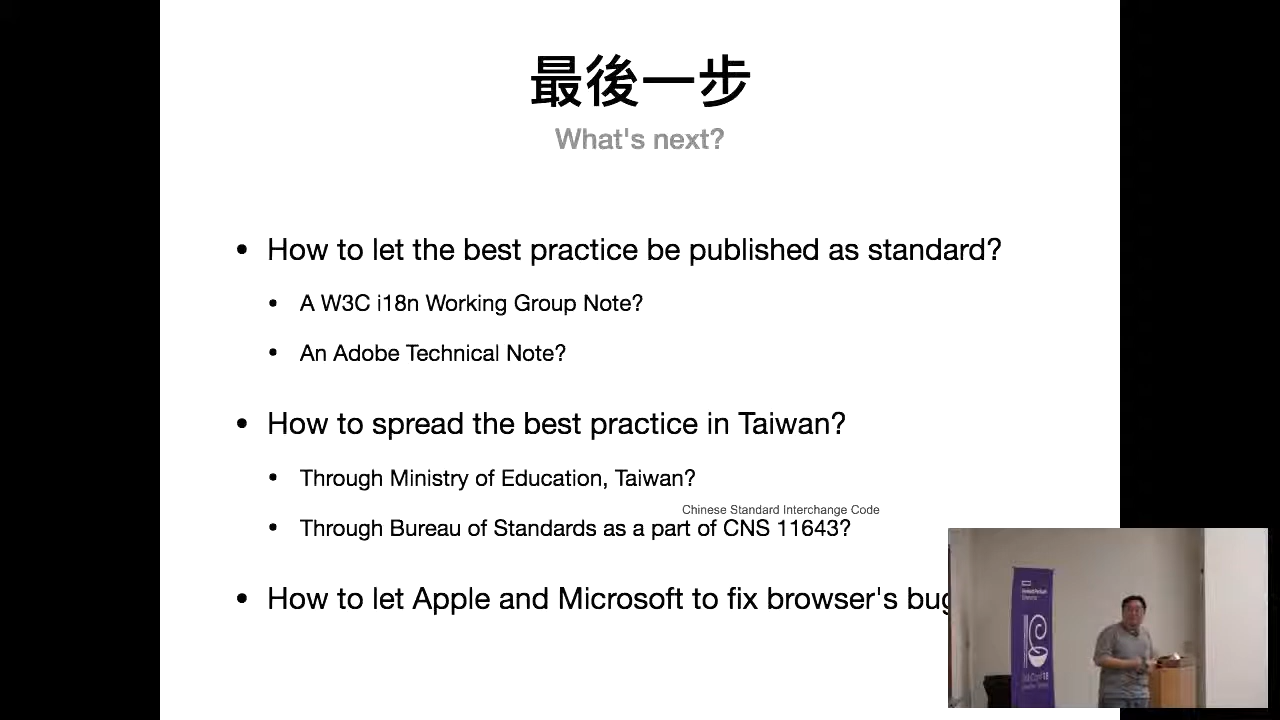 最後一步
What's next?
How to let the best practice be published as standard?
A W3C i18n Working Group Note?
An Adobe Technical Note?
How to spread the best practice in Taiwan?
Through Ministry of Education, Taiwan?
Chinese Standard Interchange Code
Through Bureau of Standards as a part of CNS 11643?
How to let Apple and Microsoft to fix browser's bug